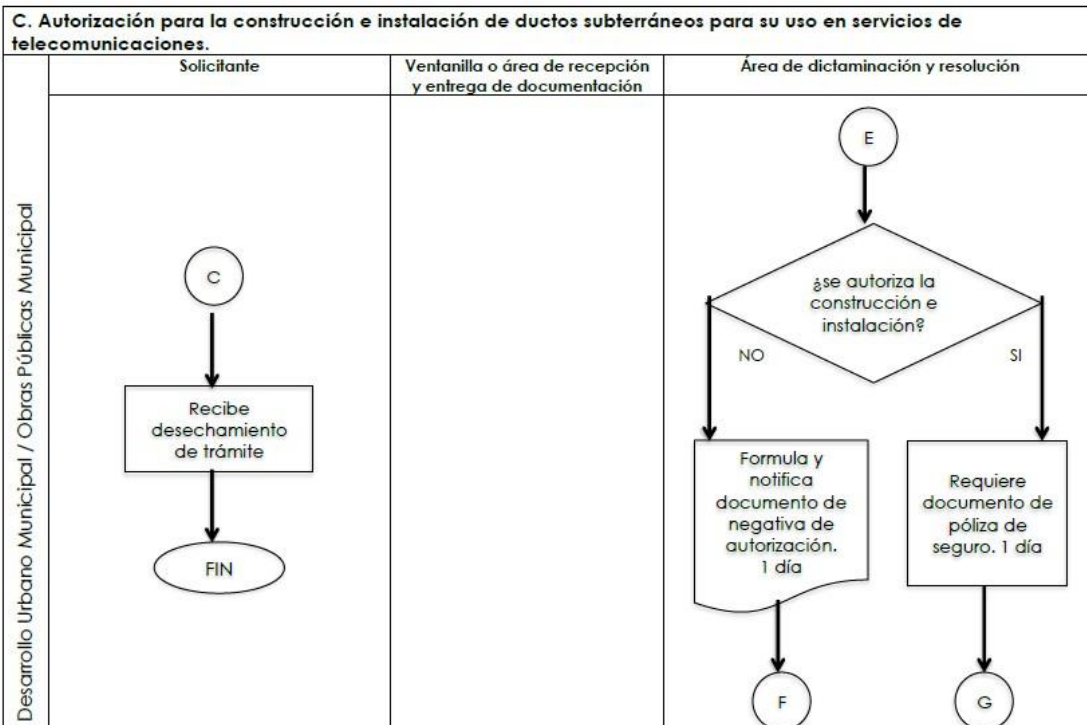 C. Autorización para la construcción e instalación de ductos subterráneos para su uso en servicios de
telecomunicaciones.
Solicitante
Ventanilla o área de recepción
y entrega de documentación
Área de dictaminación y resolución
Desarrollo Urbano Municipal / Obras Públicas Municipal
C
Recibe
desechamiento
de trámite
FIN
E
¿se autoriza la
construcción e
instalación?
NO
SI
Formula y
notifica
documento de
negativa de
autorización.
1 día
Requiere
documento de
póliza de
seguro. 1 día
F
G